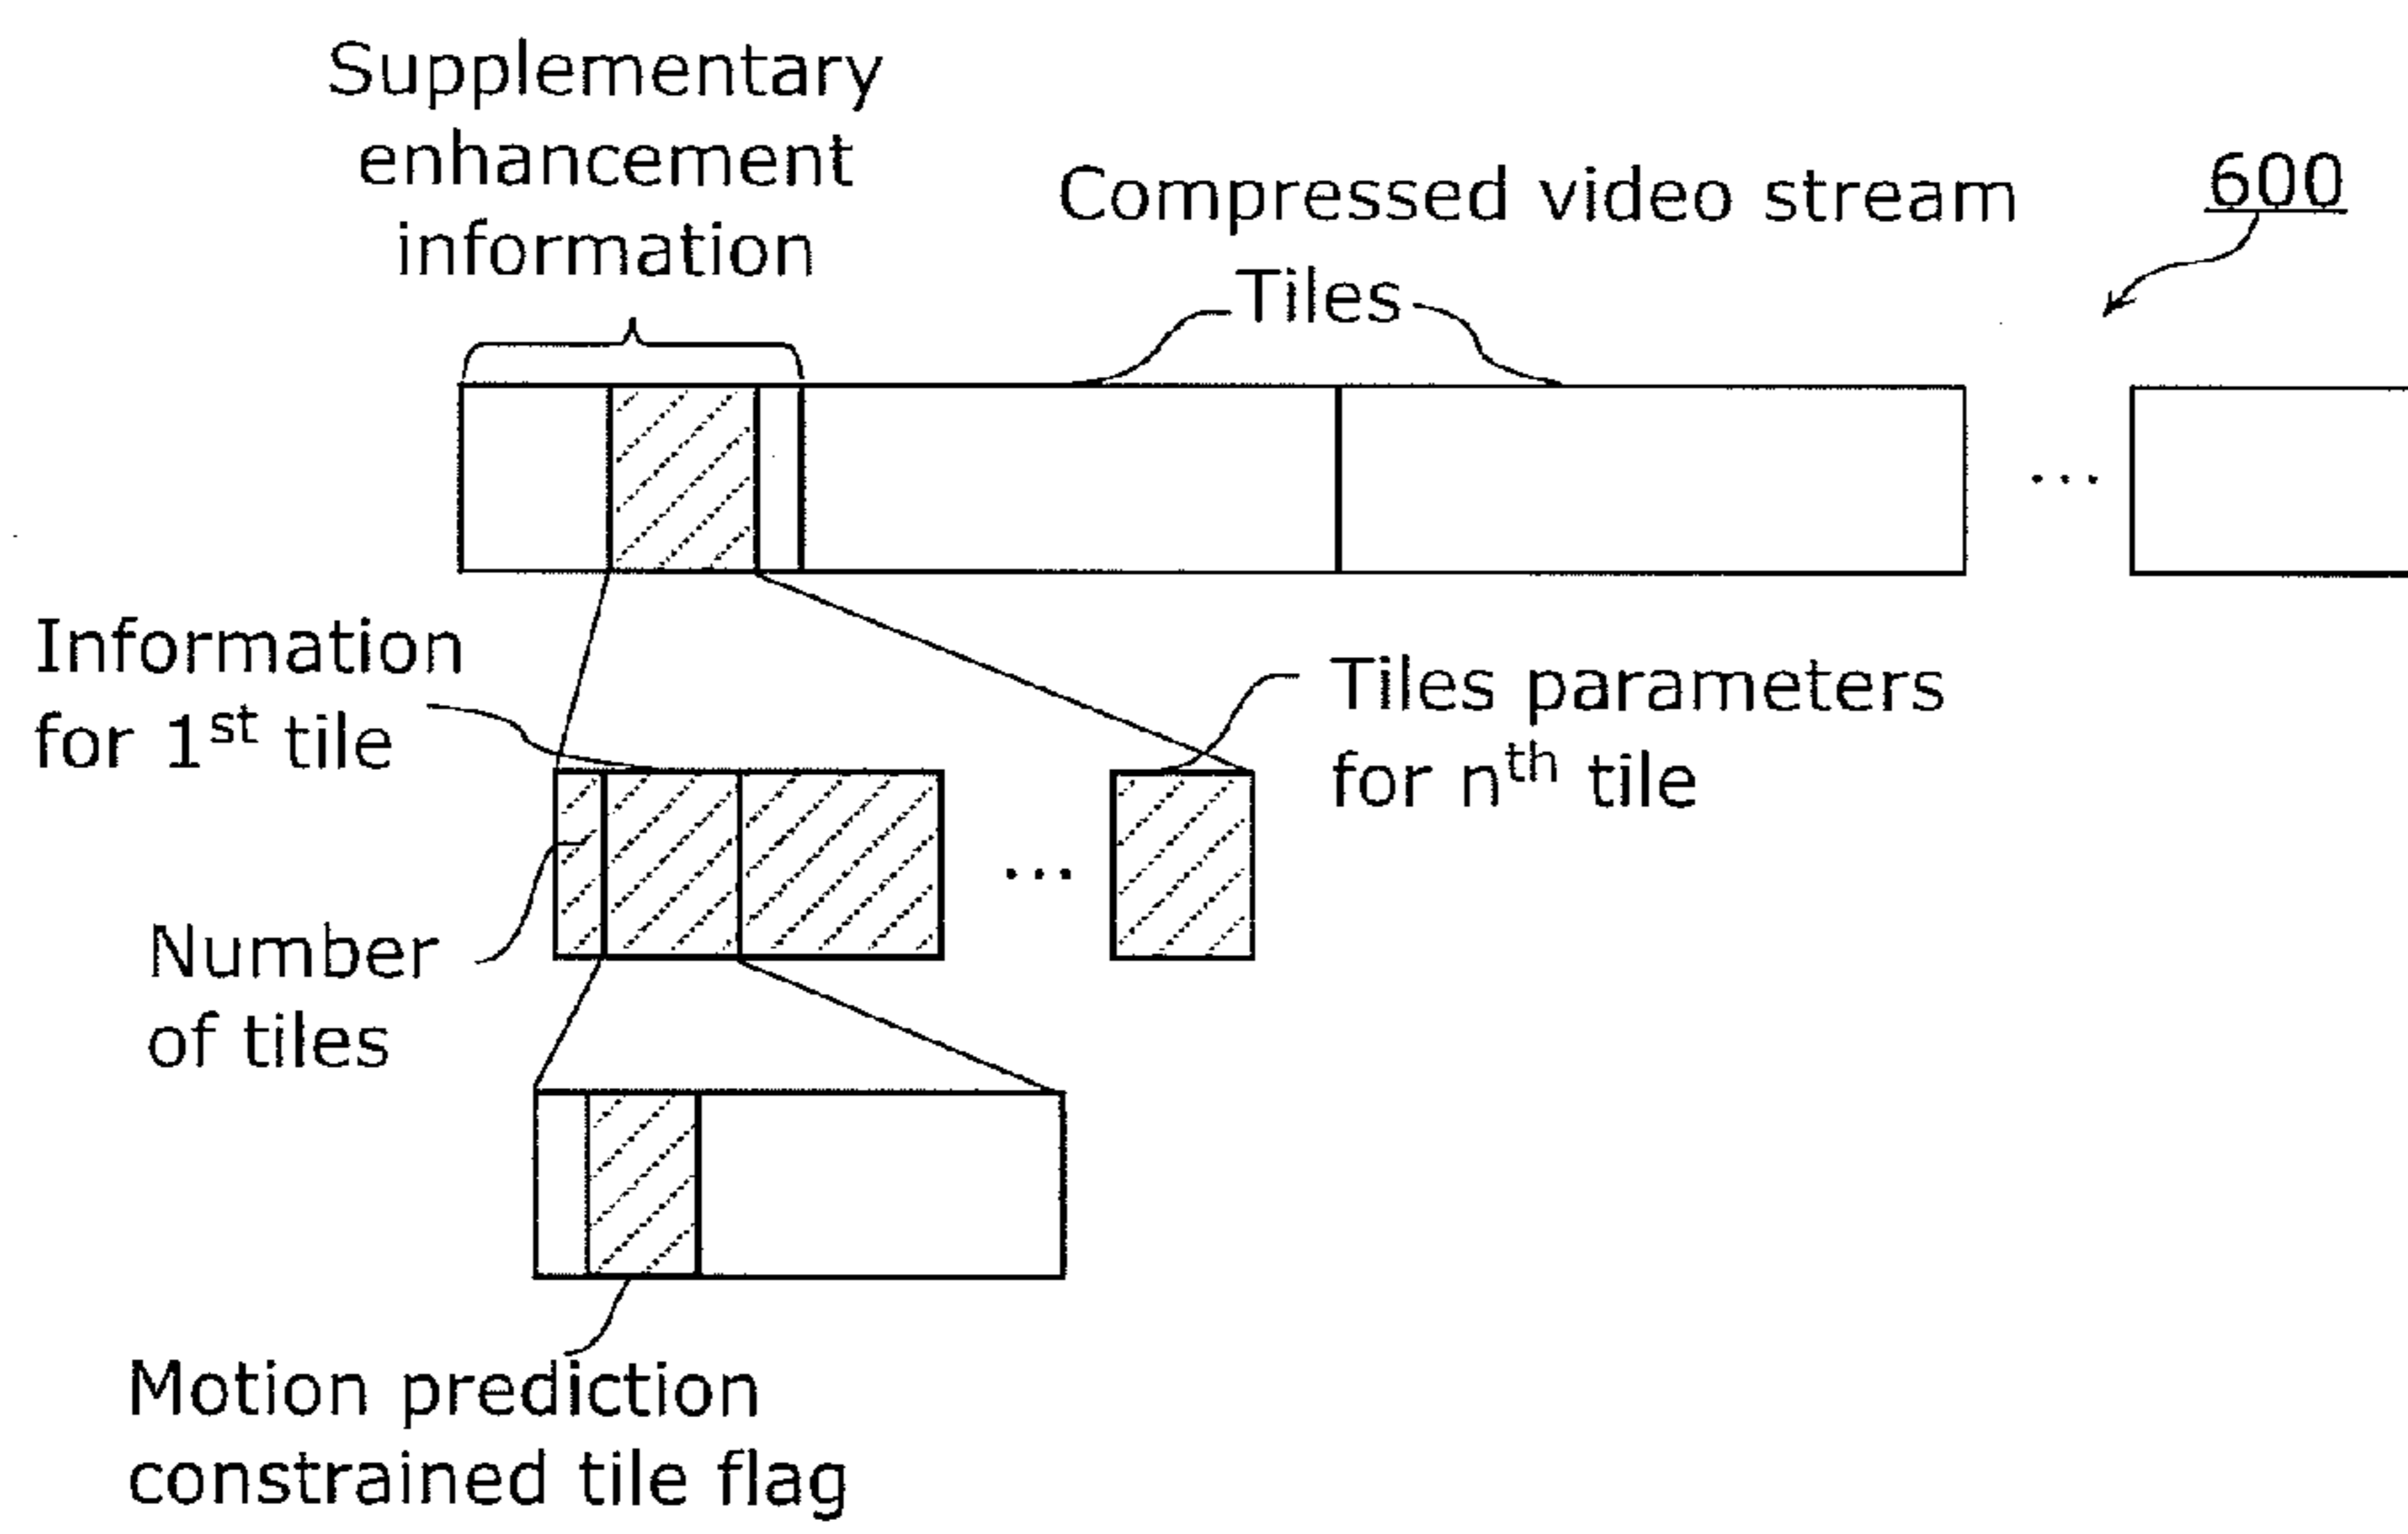 Supplementary
enhancement
information
Compressed video stream
600
Tiles
...
Information
for 1st tile
Tiles parameters
for nth tile
...
Number
of tiles
Motion prediction
constrained tile flag